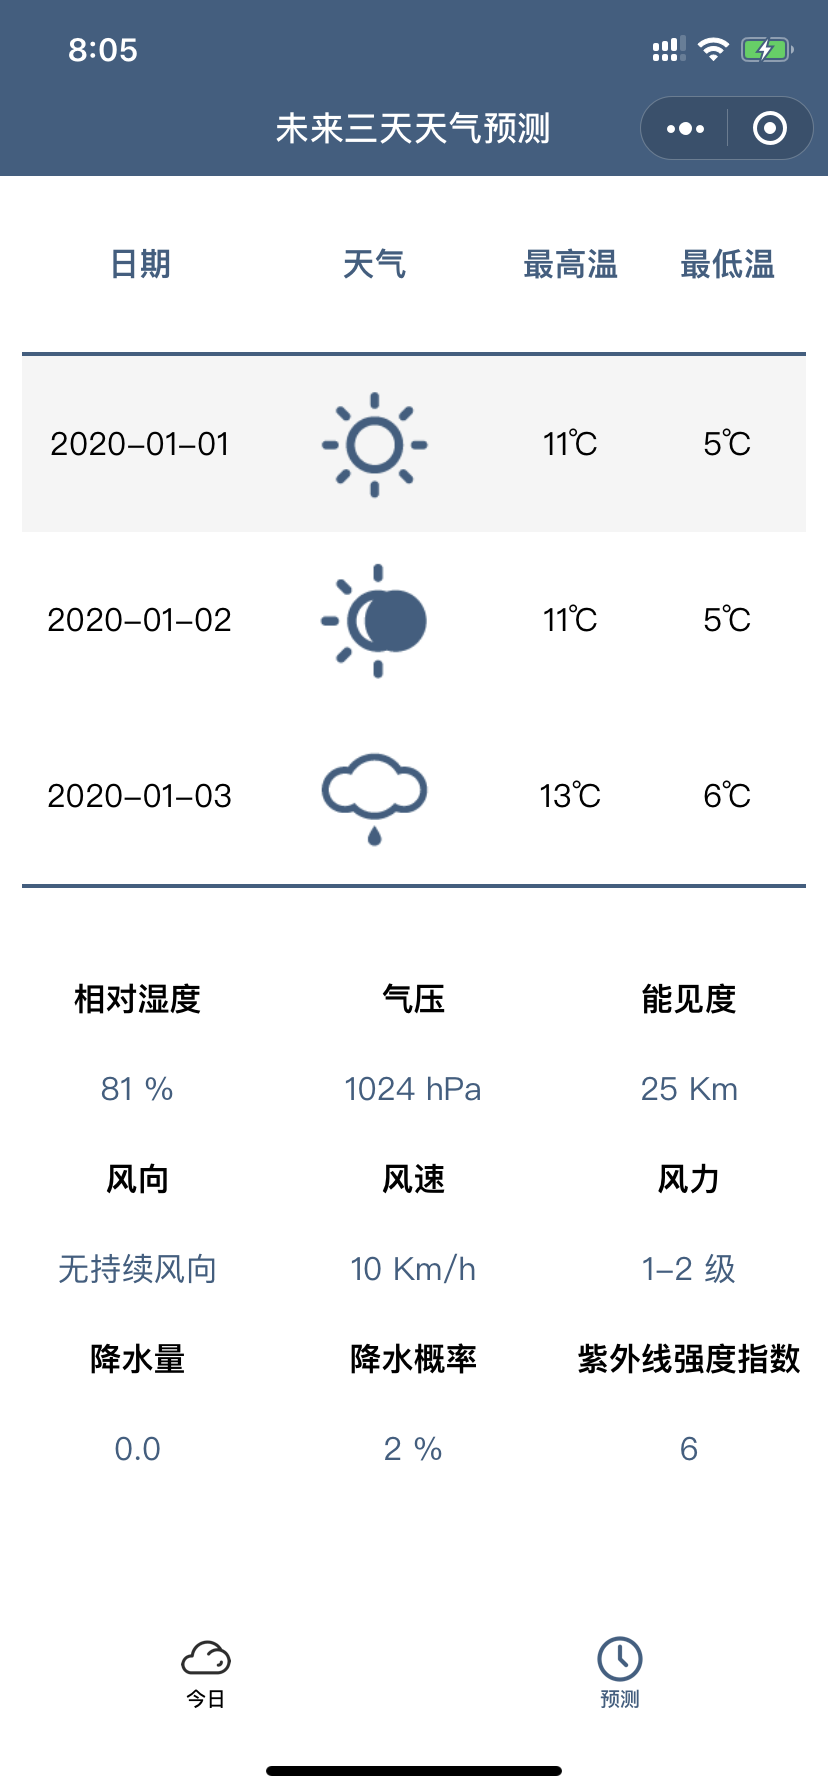 8:05
未来三天天气预测
日期 天气 最高温 最低温
2020-01-01 11℃ 5℃
2020-01-02 11℃ 5℃
2020-01-03 13℃ 6℃
相对湿度 气压 能见度
81 % 1024 hPa 25 Km
风向 风速 风力
无持续风向 10 Km/h 1-2 级
降水量 降水概率 紫外线强度指数
0.0 2 % 6
今日 预测